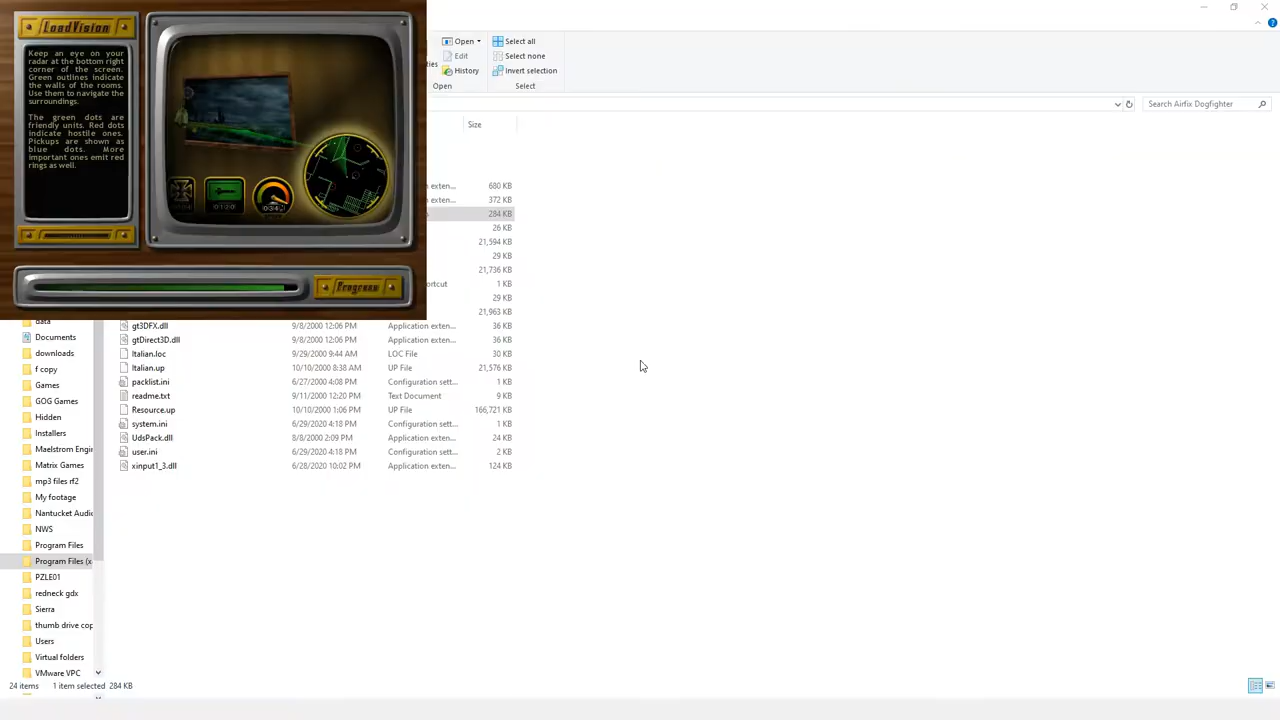 LoadVision
Keep an eye on your
radar at the bottom right
corner of the screen.
Green outlines indicate
the walls of the rooms.
Use them to navigate the
surroundings.
The green dots are
friendly units. Red dots
indicate hostile ones.
Pickups are shown as
blue dots. More
important ones emit red
rings as well.
Progress
Open
Edit
History
Open
Select all
Select none
Invert selection
Select
Search Airfix Dogfighter
Size
exten... 680 KB
exten... 372 KB
284 KB
26 KB
21,594 KB
29 KB
21,736 KB
1 KB
29 KB
21,963 KB
gt3DFX.dll 9/8/2000 12:06 PM Application exten... 36 KB
gtDirect3D.dll 9/8/2000 12:06 PM Application exten... 36 KB
Italian.loc 9/29/2000 9:44 AM LOC File 30 KB
Italian.up 10/10/2000 8:38 AM UP File 21,576 KB
packlist.ini 6/27/2000 4:08 PM Configuration sett... 1 KB
readme.txt 9/11/2000 12:20 PM Text Document 9 KB
Resource.up 10/10/2000 1:06 PM UP File 166,721 KB
system.ini 6/29/2020 4:18 PM Configuration sett... 1 KB
UdsPack.dll 8/8/2000 2:09 PM Application exten... 24 KB
user.ini 6/29/2020 4:18 PM Configuration sett... 2 KB
xinput1_3.dll 6/28/2020 10:02 PM Application exten... 124 KB
data
Documents
downloads
f copy
Games
GOG Games
Hidden
Installers
Maelstrom Engin
Matrix Games
mp3 files rf2
My footage
Nantucket Audio
NWS
Program Files
Program Files (x
PZLE01
redneck gdx
Sierra
thumb drive cop
Users
Virtual folders
VMware VPC
24 items 1 item selected 284 KB